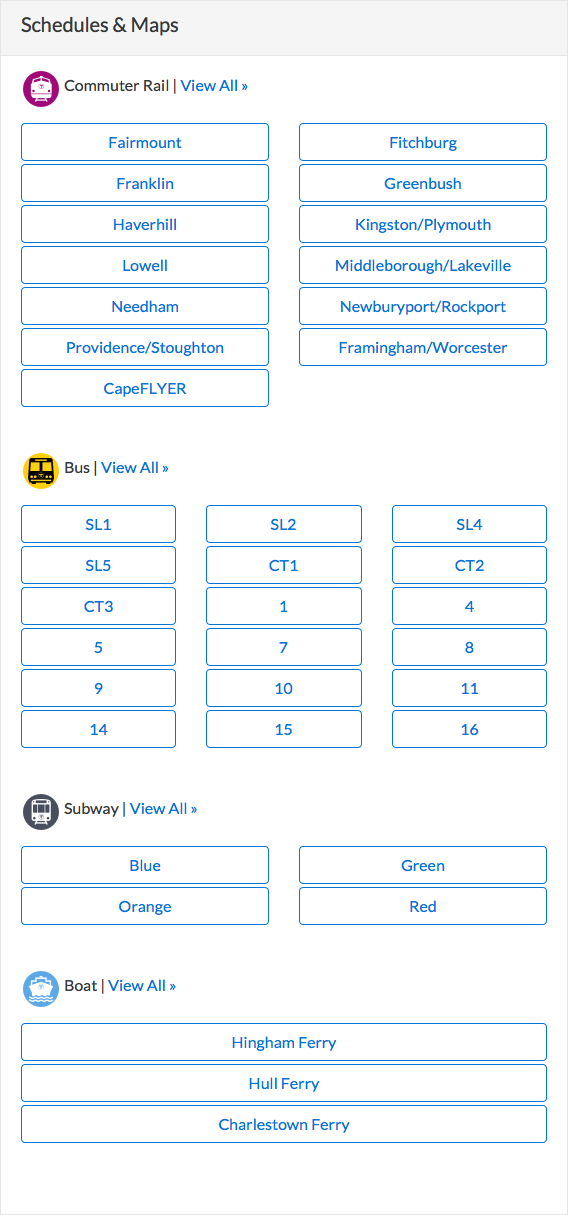 Schedules & Maps
Commuter Rail | View All »
Fairmount Fitchburg
Franklin Greenbush
Haverhill Kingston/Plymouth
Lowell Middleborough/Lakeville
Needham Newburyport/Rockport
Providence/Stoughton Framingham/Worcester
CapeFLYER
Bus | View All »
SL1 SL2 SL4
SL5 CT1 CT2
CT3 1 4
5 7 8
9 10 11
14 15 16
Subway | View All »
Blue Green
Orange Red
Boat | View All »
Hingham Ferry
Hull Ferry
Charlestown Ferry